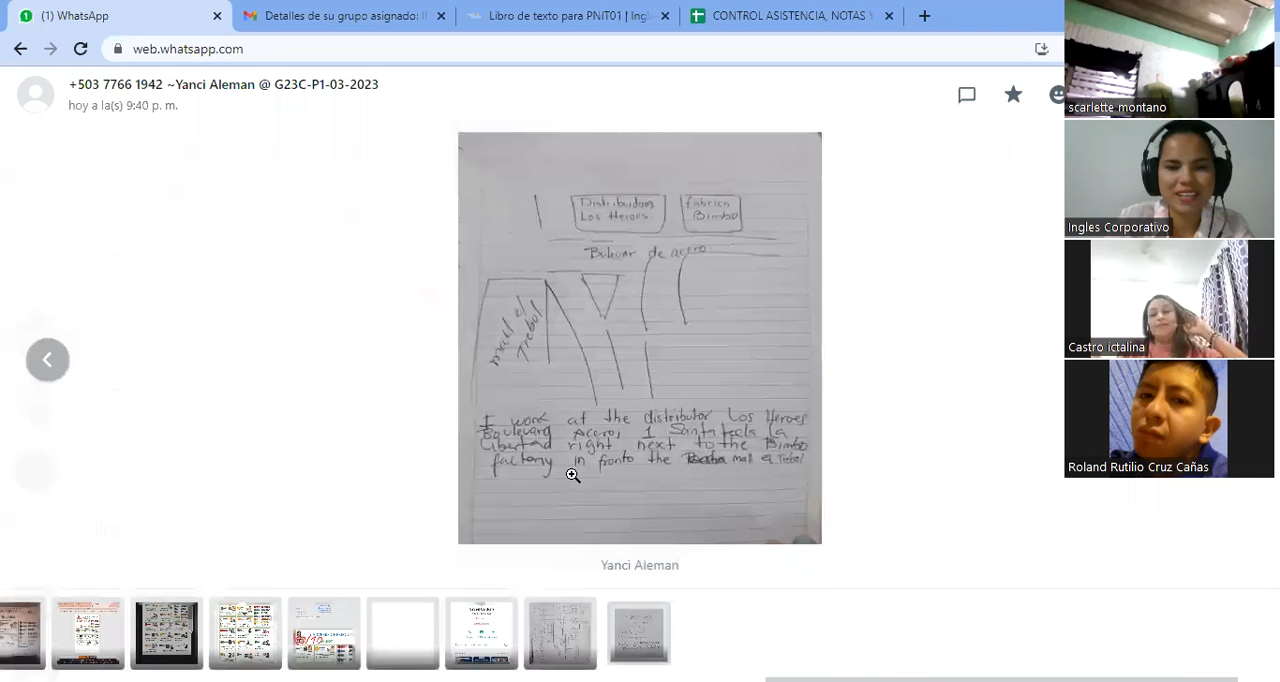 (1) WhatsApp
Detalles de su grupo asignado: I
Libro de texto para PNIT01 | Ingl
CONTROL ASISTENCIA, NOTAS Y
web.whatsapp.com
+503 7766 1942 ~Yanci Aleman @ G23C-P1-03-2023
hoy a la(s) 9:40 p. m.
Distribuidora Fabrica
Los Heroes Bimbo
Bulevar de acero
mall el
Trebol
I work at the distributor Los Heroes
Boulevard Acero, 1 Santa tecla La
Libertad right next to the Bimbo
factory in fronto the mall el Trebol
Yanci Aleman
scarlette montano
Ingles Corporativo
Castro ictalina
Roland Rutilio Cruz Cañas